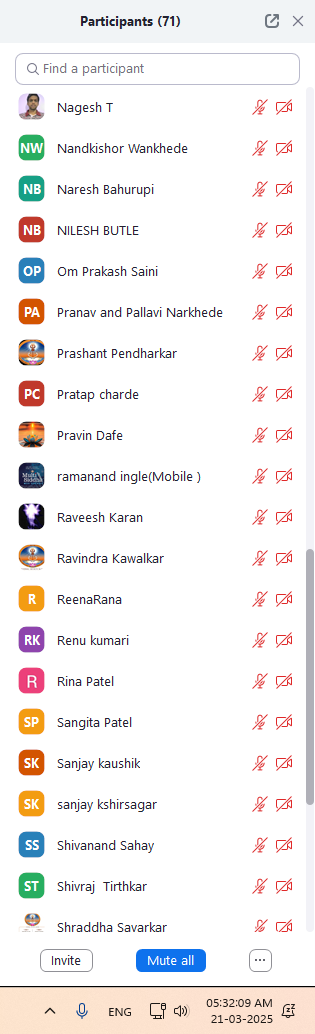 Participants (71)
Find a participant
Nagesh T
NW Nandkishor Wankhede
NB Naresh Bahurupi
NB NILESH BUTLE
OP Om Prakash Saini
PA Pranav and Pallavi Narkhede
Prashant Pendharkar
PC Pratap charde
Pravin Dafe
ramanand ingle(Mobile )
Raveesh Karan
Ravindra Kawalkar
R ReenaRana
RK Renu kumari
R Rina Patel
SP Sangita Patel
SK Sanjay kaushik
SK sanjay kshirsagar
SS Shivanand Sahay
ST Shivraj  Tirthkar
Shraddha Savarkar
Invite Mute all ...
ENG 05:32:09 AM
21-03-2025